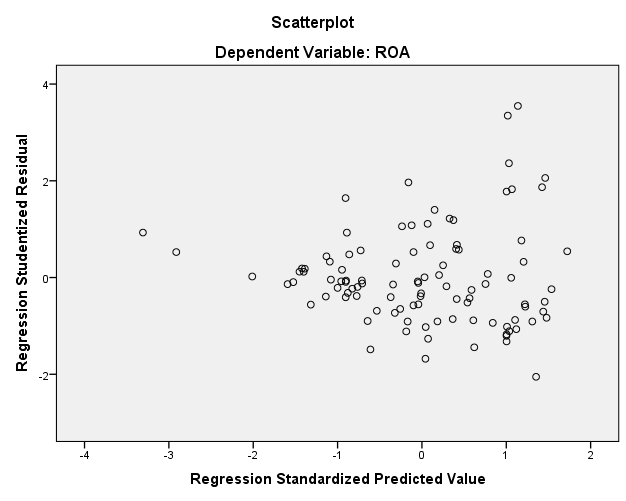 Scatterplot
Dependent Variable: ROA
Regression Studentized Residual
4
2
0
-2
-4 -3 -2 -1 0 1 2
Regression Standardized Predicted Value